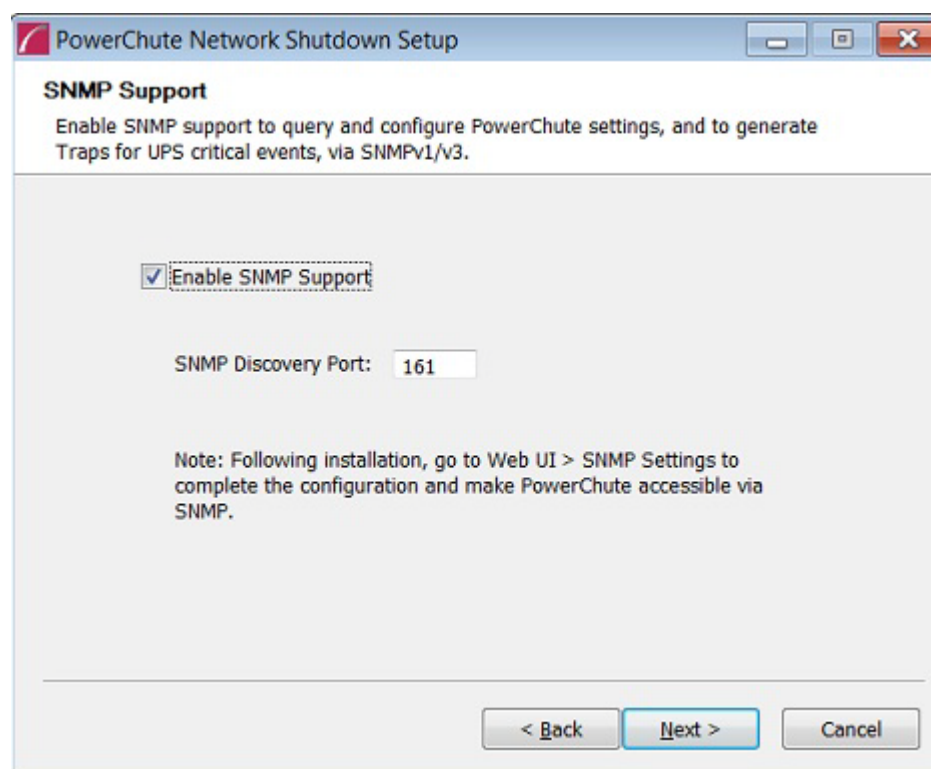 PowerChute Network Shutdown Setup
SNMP Support
Enable SNMP support to query and configure PowerChute settings, and to generate
Traps for UPS critical events, via SNMPv1/v3.
Enable SNMP Support
SNMP Discovery Port: 161
Note: Following installation, go to Web UI > SNMP Settings to
complete the configuration and make PowerChute accessible via
SNMP.
< Back Next > Cancel